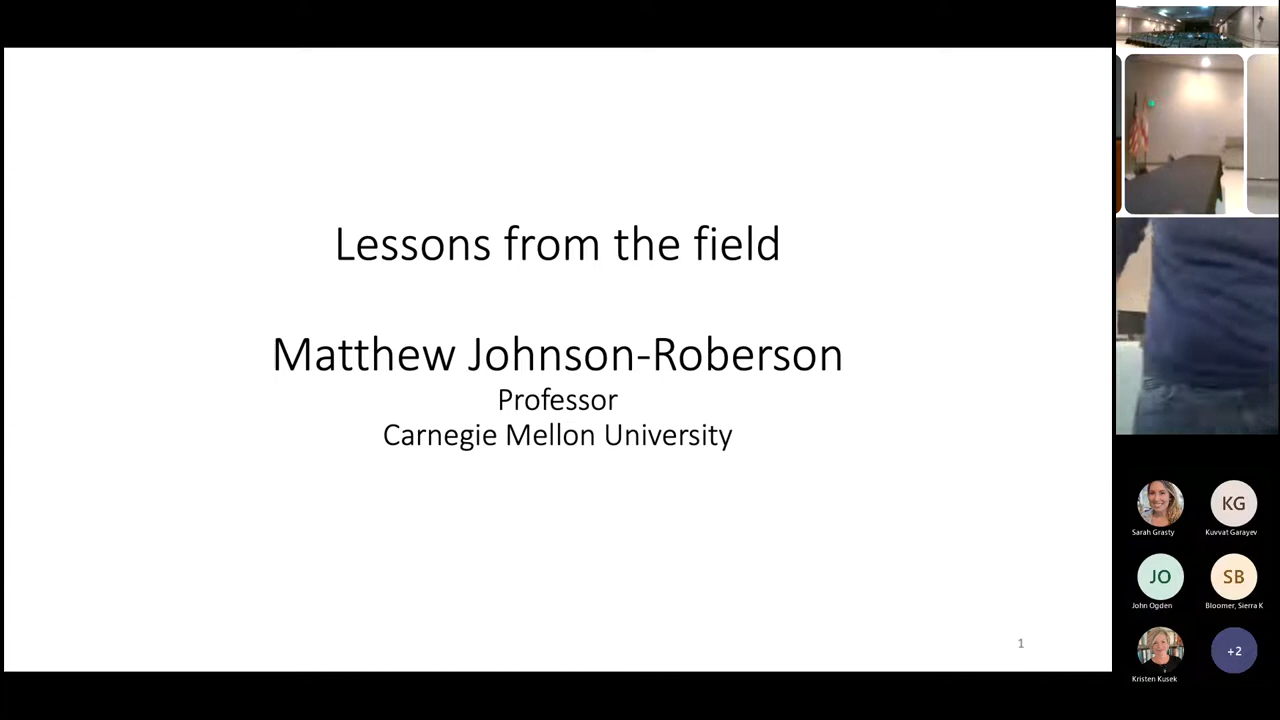 Lessons from the field
Matthew Johnson-Roberson
Professor
Carnegie Mellon University
1
Sarah Grasty
KG
Kuvvat Garayev
JO
John Ogden
SB
Bloomer, Sierra K
Kristen Kusek
+2